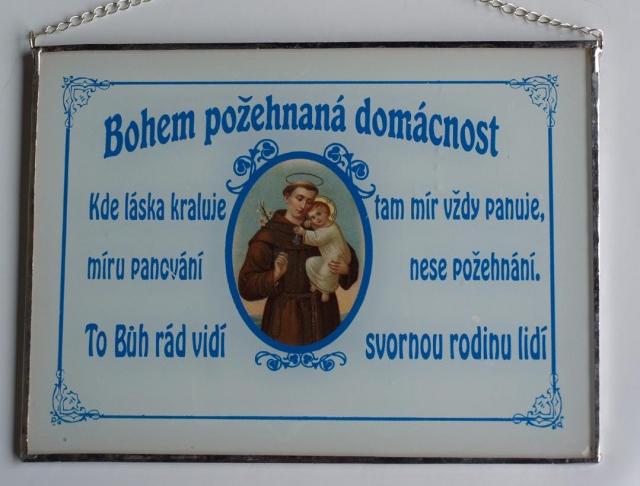 Bohem požehnaná domácnost
Kde láska kraluje tam mír vždy panuje,
míru panování nese požehnání.
To Bůh rád vidí svornou rodinu lidí